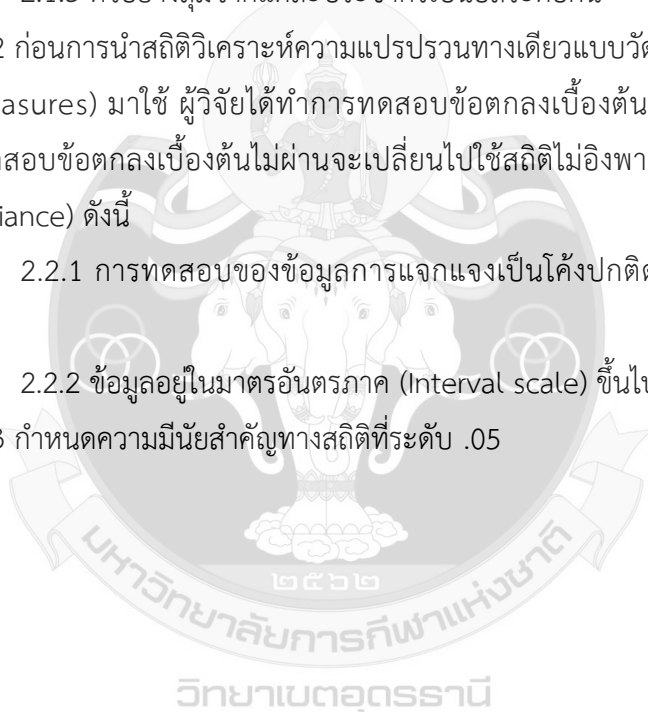 2 ก่อนการนำสถิติวิเคราะห์ความแปรปรวนทางเดียวแบบวัด
asures) มาใช้ ผู้วิจัยได้ทำการทดสอบข้อตกลงเบื้องต้น
สอบข้อตกลงเบื้องต้นไม่ผ่านจะเปลี่ยนไปใช้สถิติไม่อิงพา
iance) ดังนี้
2.2.1 การทดสอบของข้อมูลการแจกแจงเป็นโค้งปกติ
2.2.2 ข้อมูลอยู่ในมาตรอันตรภาค (Interval scale) ขึ้นไป
3 กำหนดความมีนัยสำคัญทางสถิติที่ระดับ .05
๒๕๖๒
มหาวิทยาลัยการกีฬาแห่งชาติ
วิทยาเขตอุดรธานี